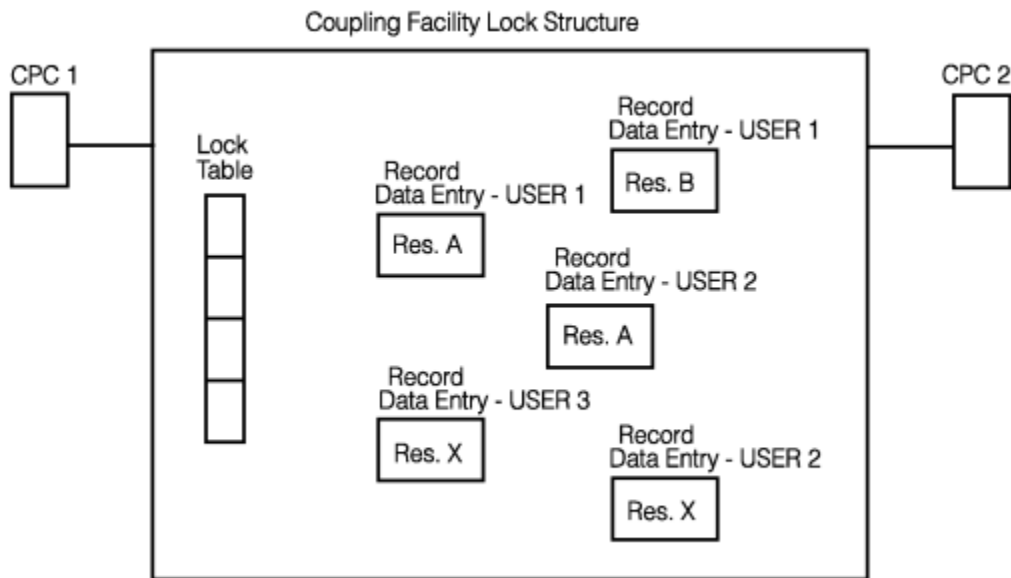 Coupling Facility Lock Structure
CPC 1
CPC 2
Lock
Table
Record
Data Entry - USER 1
Res. B
Record
Data Entry - USER 1
Res. A
Record
Data Entry - USER 2
Res. A
Record
Data Entry - USER 3
Res. X
Record
Data Entry - USER 2
Res. X